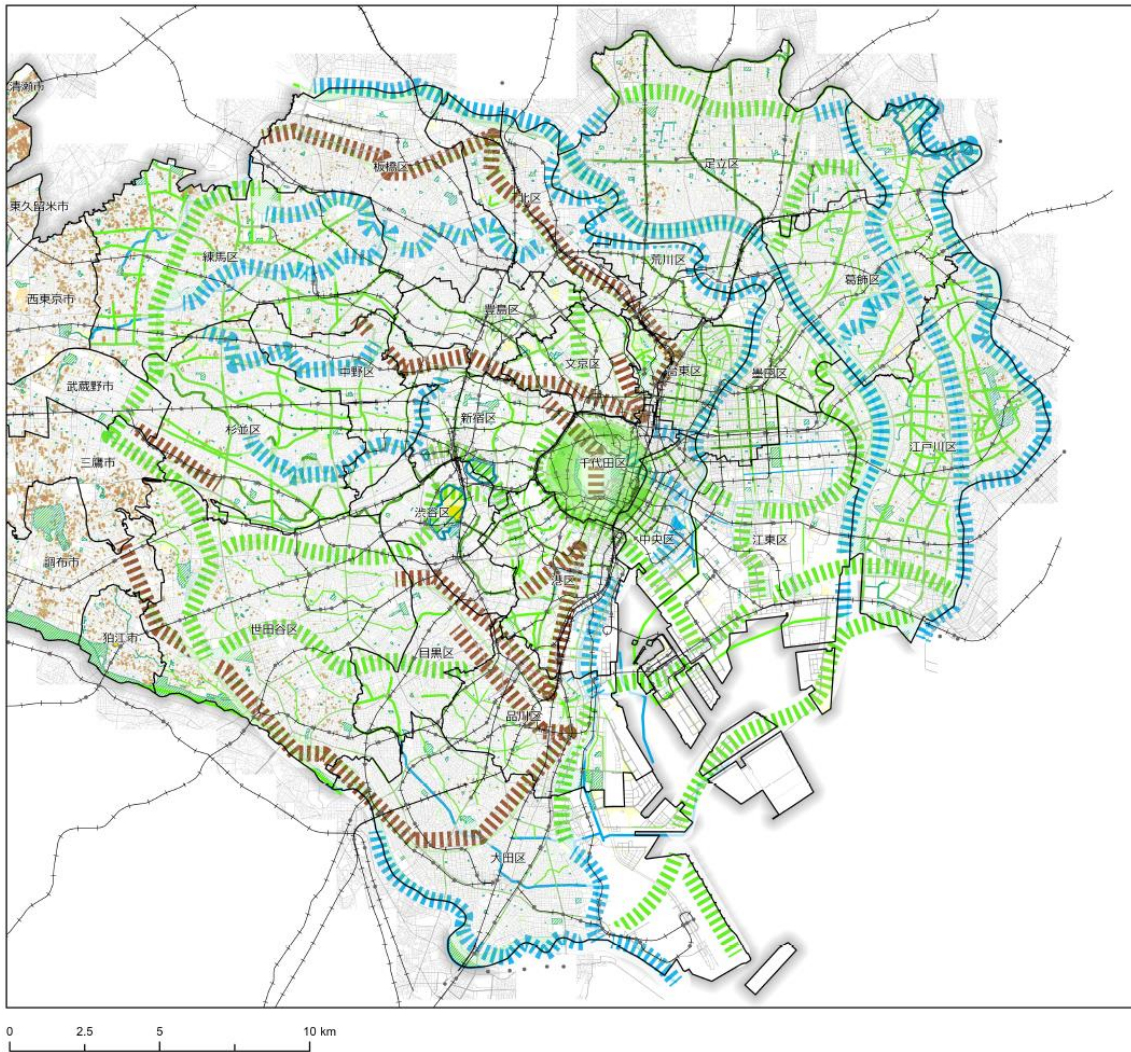 清瀬市
板橋区
足立区
東久留米市
北区
練馬区
荒川区
葛飾区
西東京市
豊島区
文京区
台東区
墨田区
中野区
武蔵野市
新宿区
杉並区
江戸川区
三鷹市
千代田区
渋谷区
中央区
江東区
調布市
港区
狛江市
世田谷区
目黒区
品川区
大田区
0 2.5 5 10 km